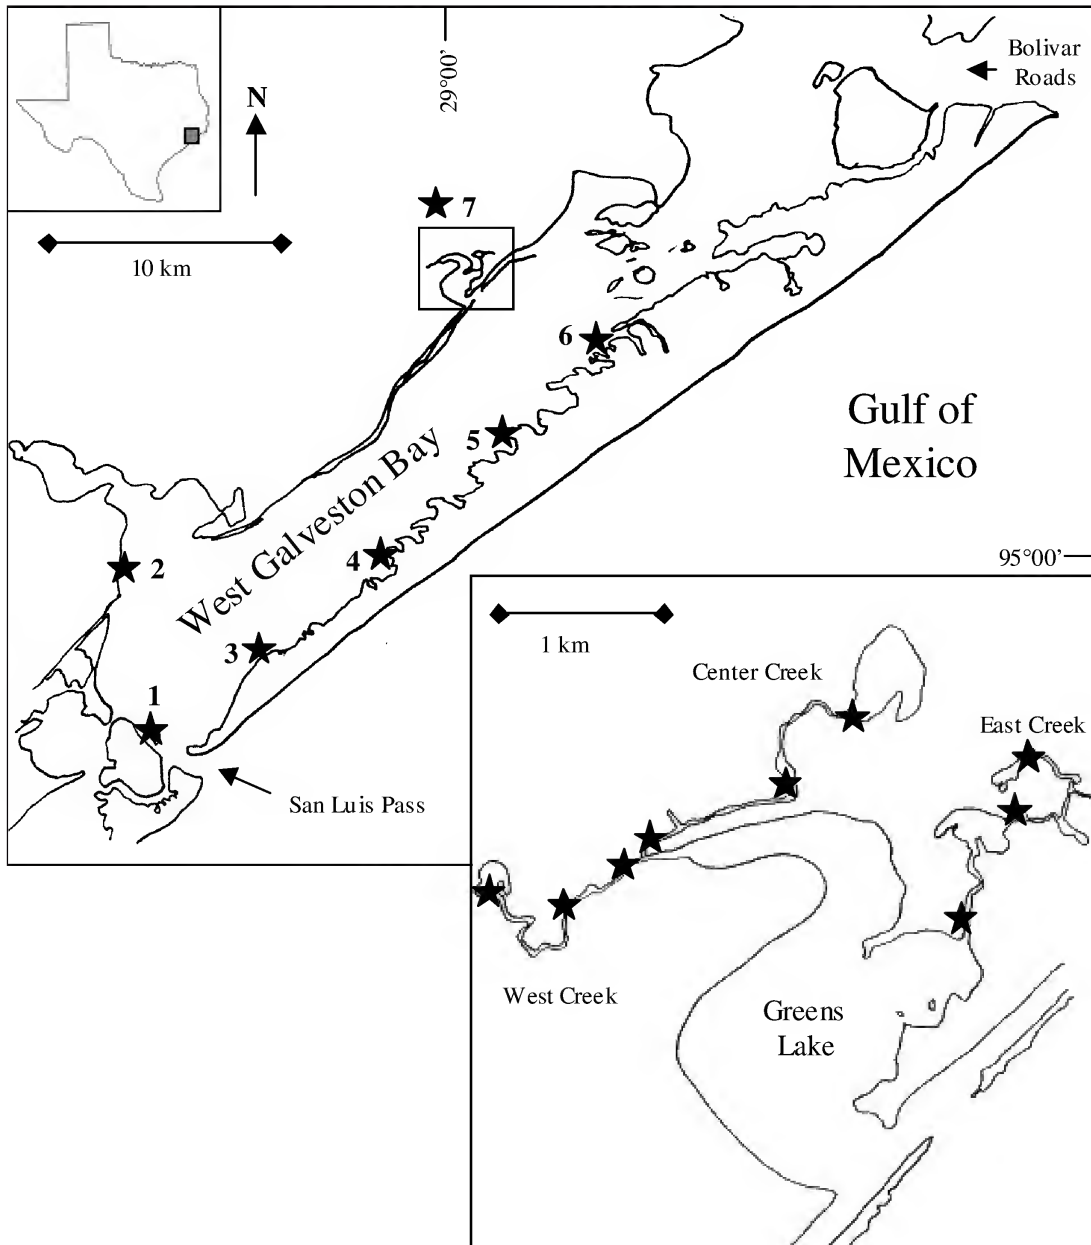 29°00'
Bolivar
Roads
N
7
10 km
6
Gulf of
Mexico
5
West Galveston Bay
4
95°00'
2
3
1
San Luis Pass
1 km
Center Creek
East Creek
West Creek
Greens
Lake